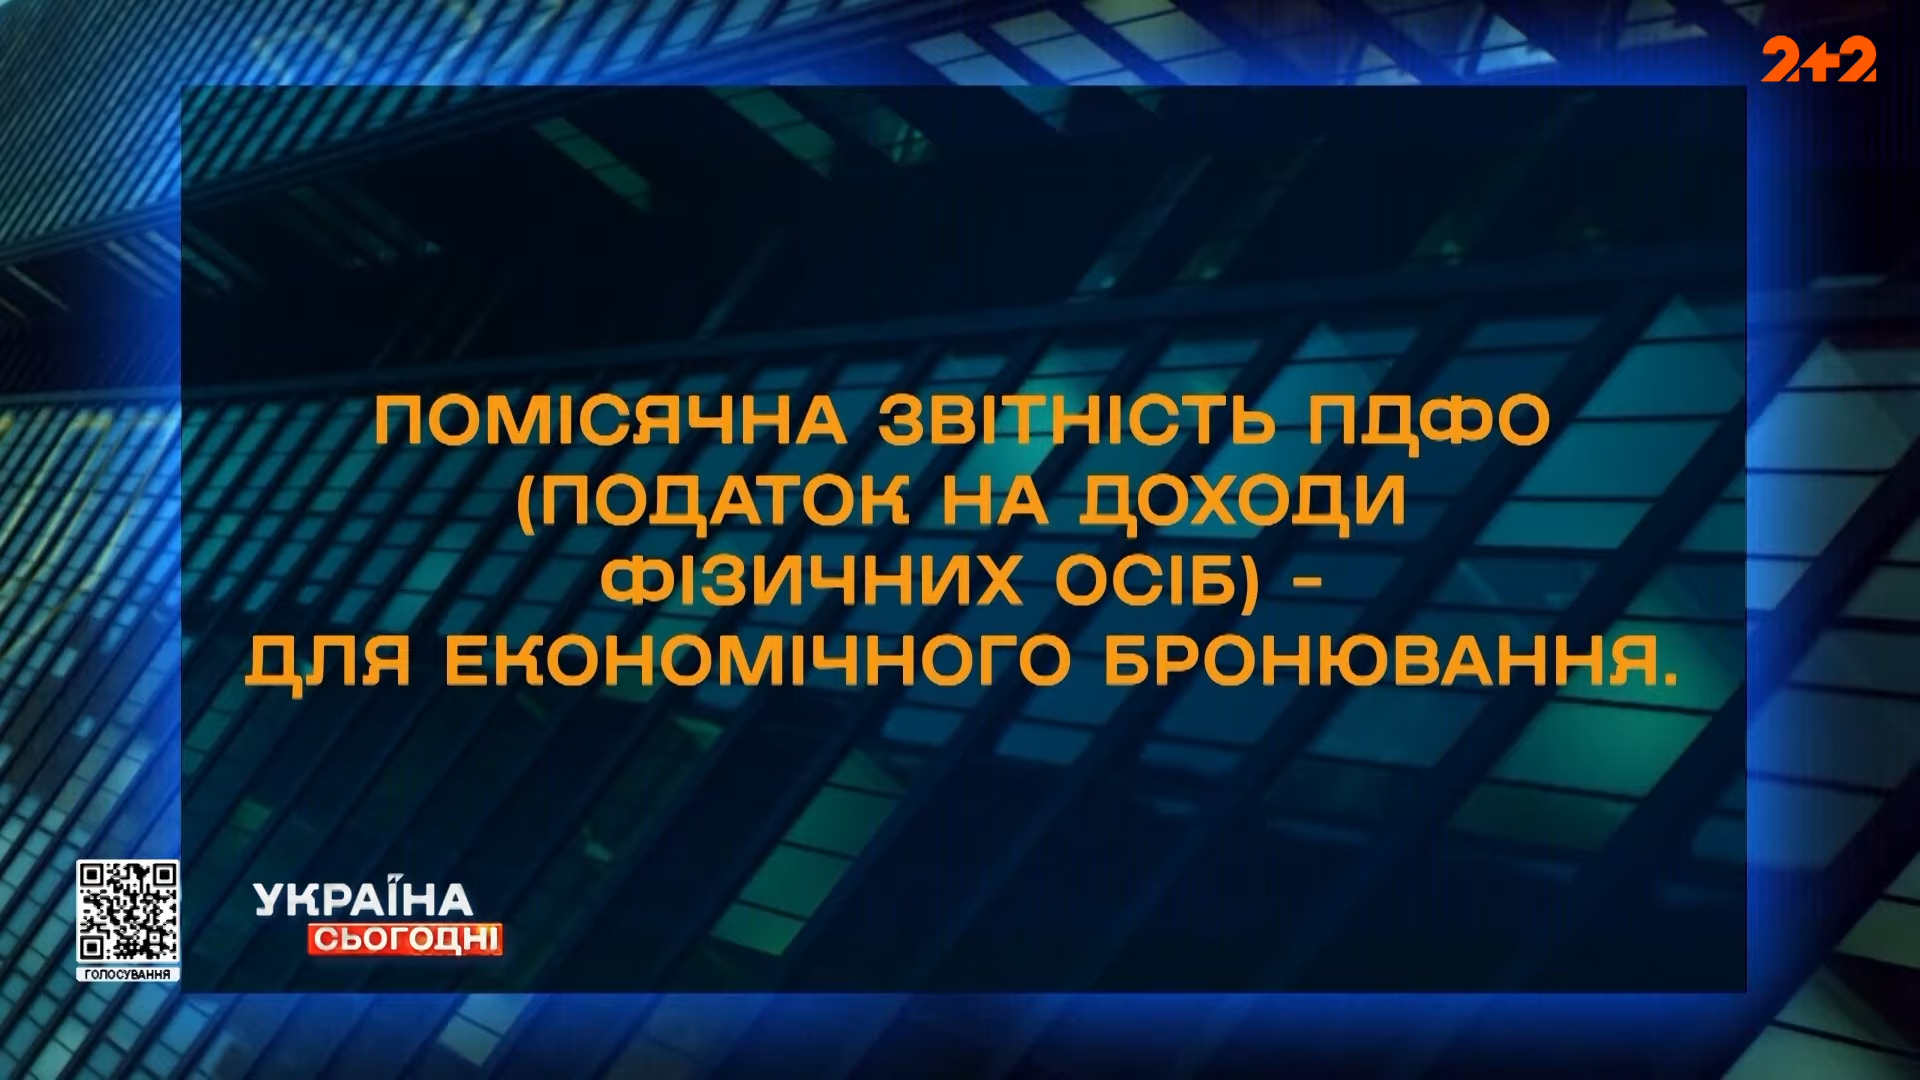 2+2
ПОМІСЯЧНА ЗВІТНІСТЬ ПДФО
(ПОДАТОК НА ДОХОДИ
ФІЗИЧНИХ ОСІБ) –
ДЛЯ ЕКОНОМІЧНОГО БРОНЮВАННЯ.
УКРАЇНА
СЬОГОДНІ
ГОЛОСУВАННЯ